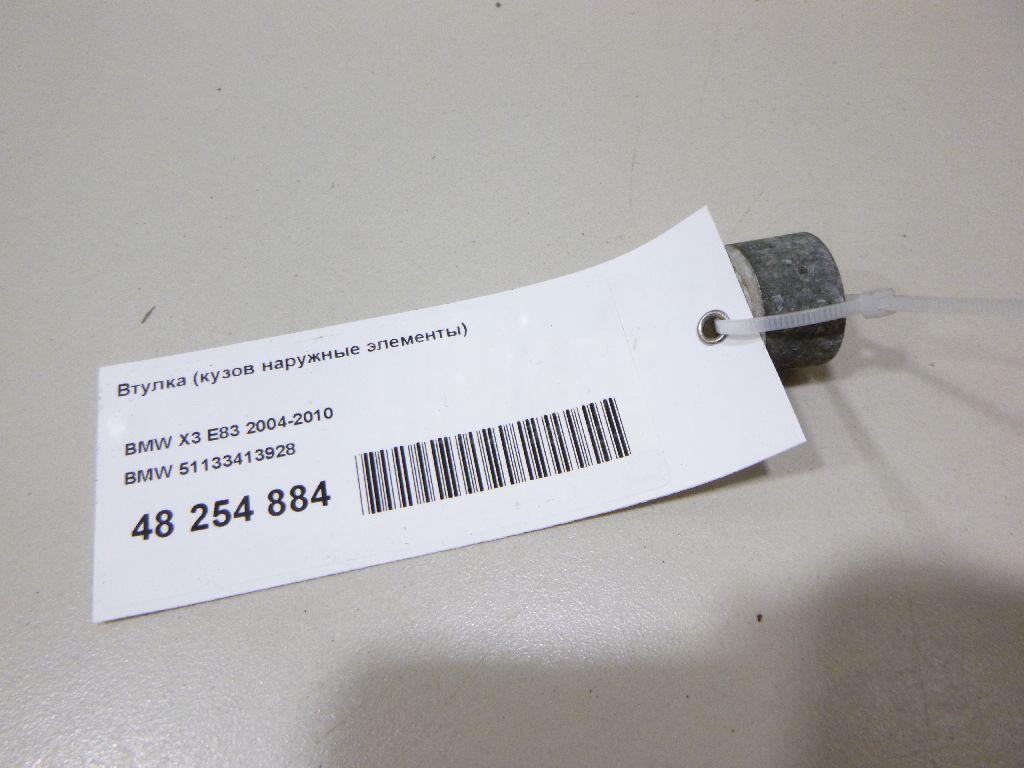 Втулка (кузов наружные элементы)
BMW X3 E83 2004-2010
BMW 51133413928
48 254 884